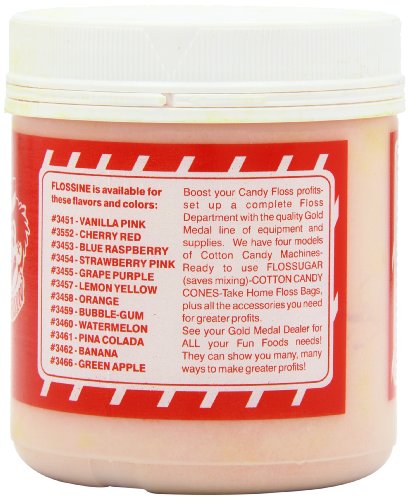 FLOSSINE is available for
these flavors and colors:
#3451 - VANILLA PINK
#3552 - CHERRY RED
#3453 - BLUE RASPBERRY
#3454 - STRAWBERRY PINK
#3455 - GRAPE PURPLE
#3457 - LEMON YELLOW
#3458 - ORANGE
#3459 - BUBBLE-GUM
#3460 - WATERMELON
#3461 - PINA COLADA
#3462 - BANANA
#3466 - GREEN APPLE
Boost your Candy Floss profits-
set up a complete Floss
Department with the quality Gold
Medal line of equipment and
supplies. We have four models
of Cotton Candy Machines-
Ready to use FLOSSUGAR
(saves mixing)-COTTON CANDY
CONES-Take Home Floss Bags,
plus all the accessories you need
for greater profits.
See your Gold Medal Dealer for
ALL your Fun Foods needs!
They can show you many, many
ways to make greater profits!